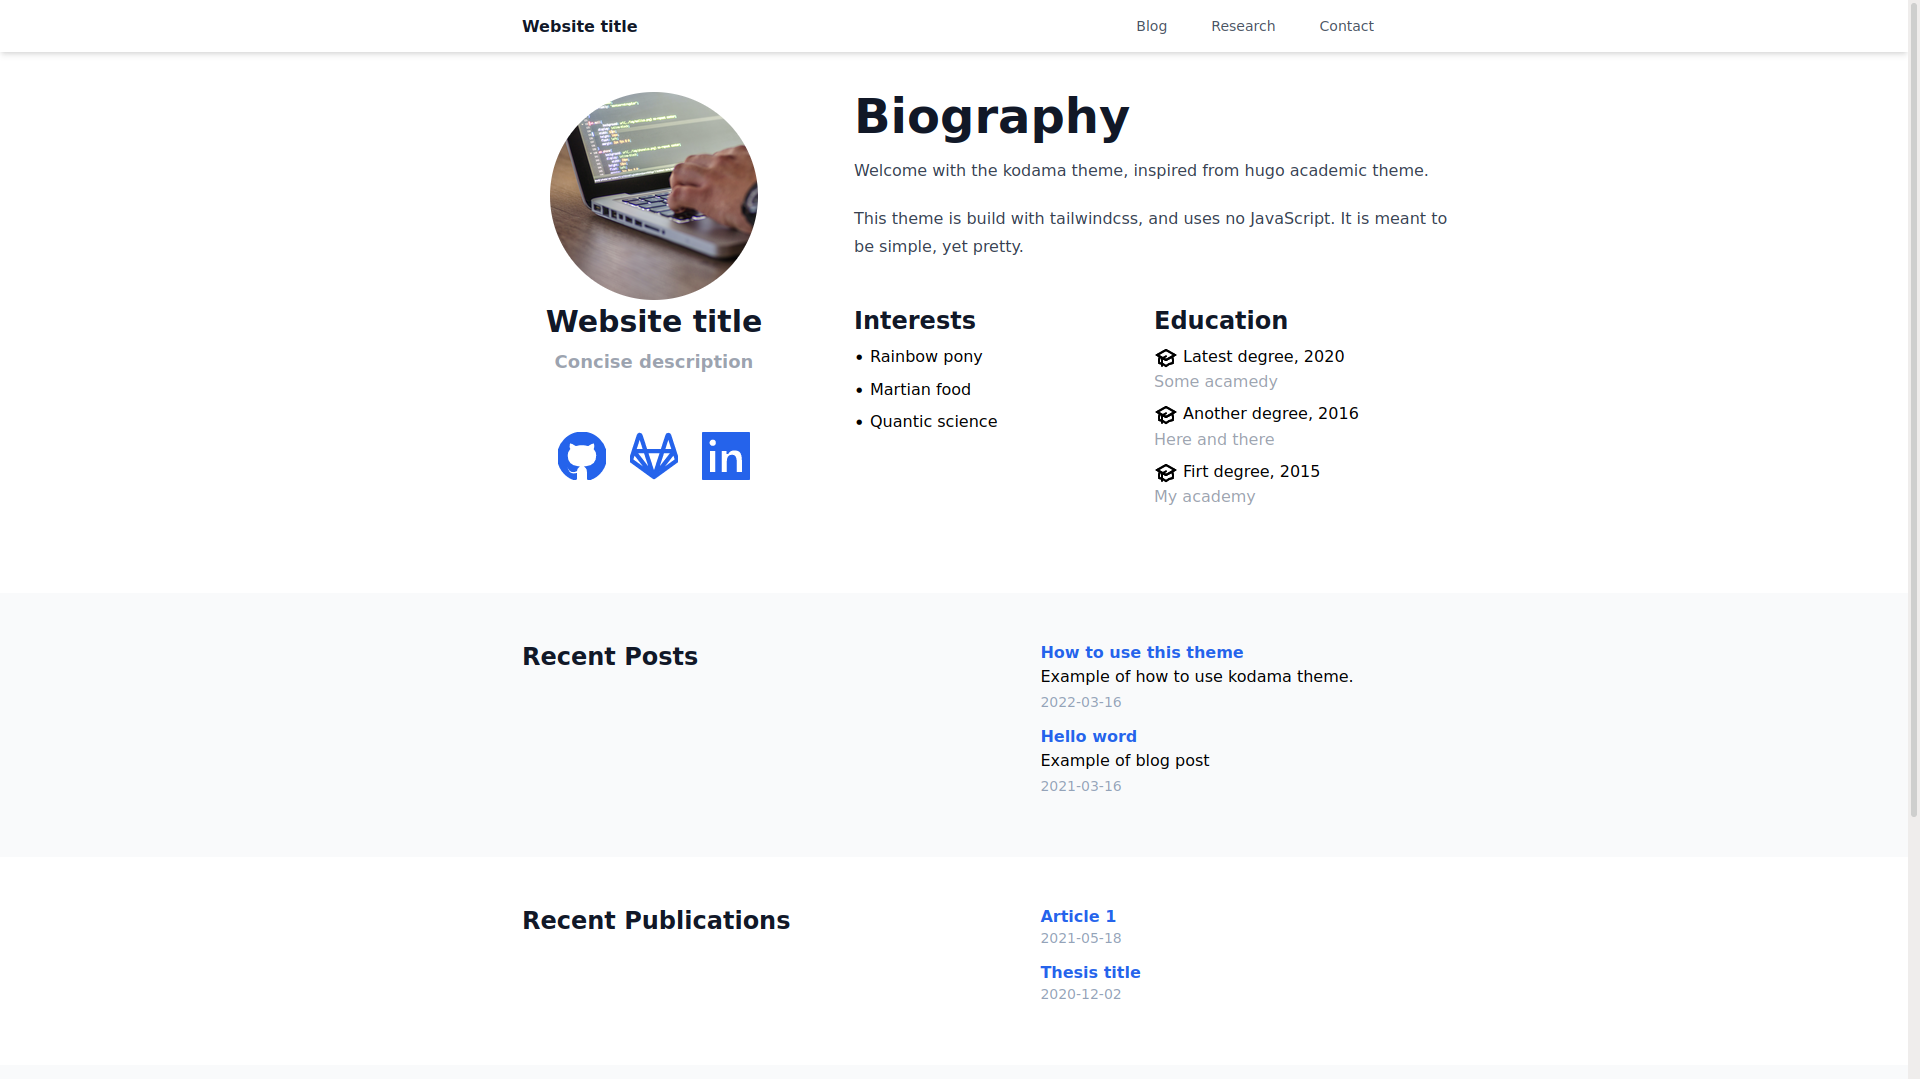 Website title
Blog
Research
Contact
Biography
Welcome with the kodama theme, inspired from hugo academic theme.
This theme is build with tailwindcss, and uses no JavaScript. It is meant to
be simple, yet pretty.
Website title
Concise description
Interests
• Rainbow pony
• Martian food
• Quantic science
Education
Latest degree, 2020
Some acamedy
Another degree, 2016
Here and there
Firt degree, 2015
My academy
in
Recent Posts
How to use this theme
Example of how to use kodama theme.
2022-03-16
Hello word
Example of blog post
2021-03-16
Recent Publications
Article 1
2021-05-18
Thesis title
2020-12-02